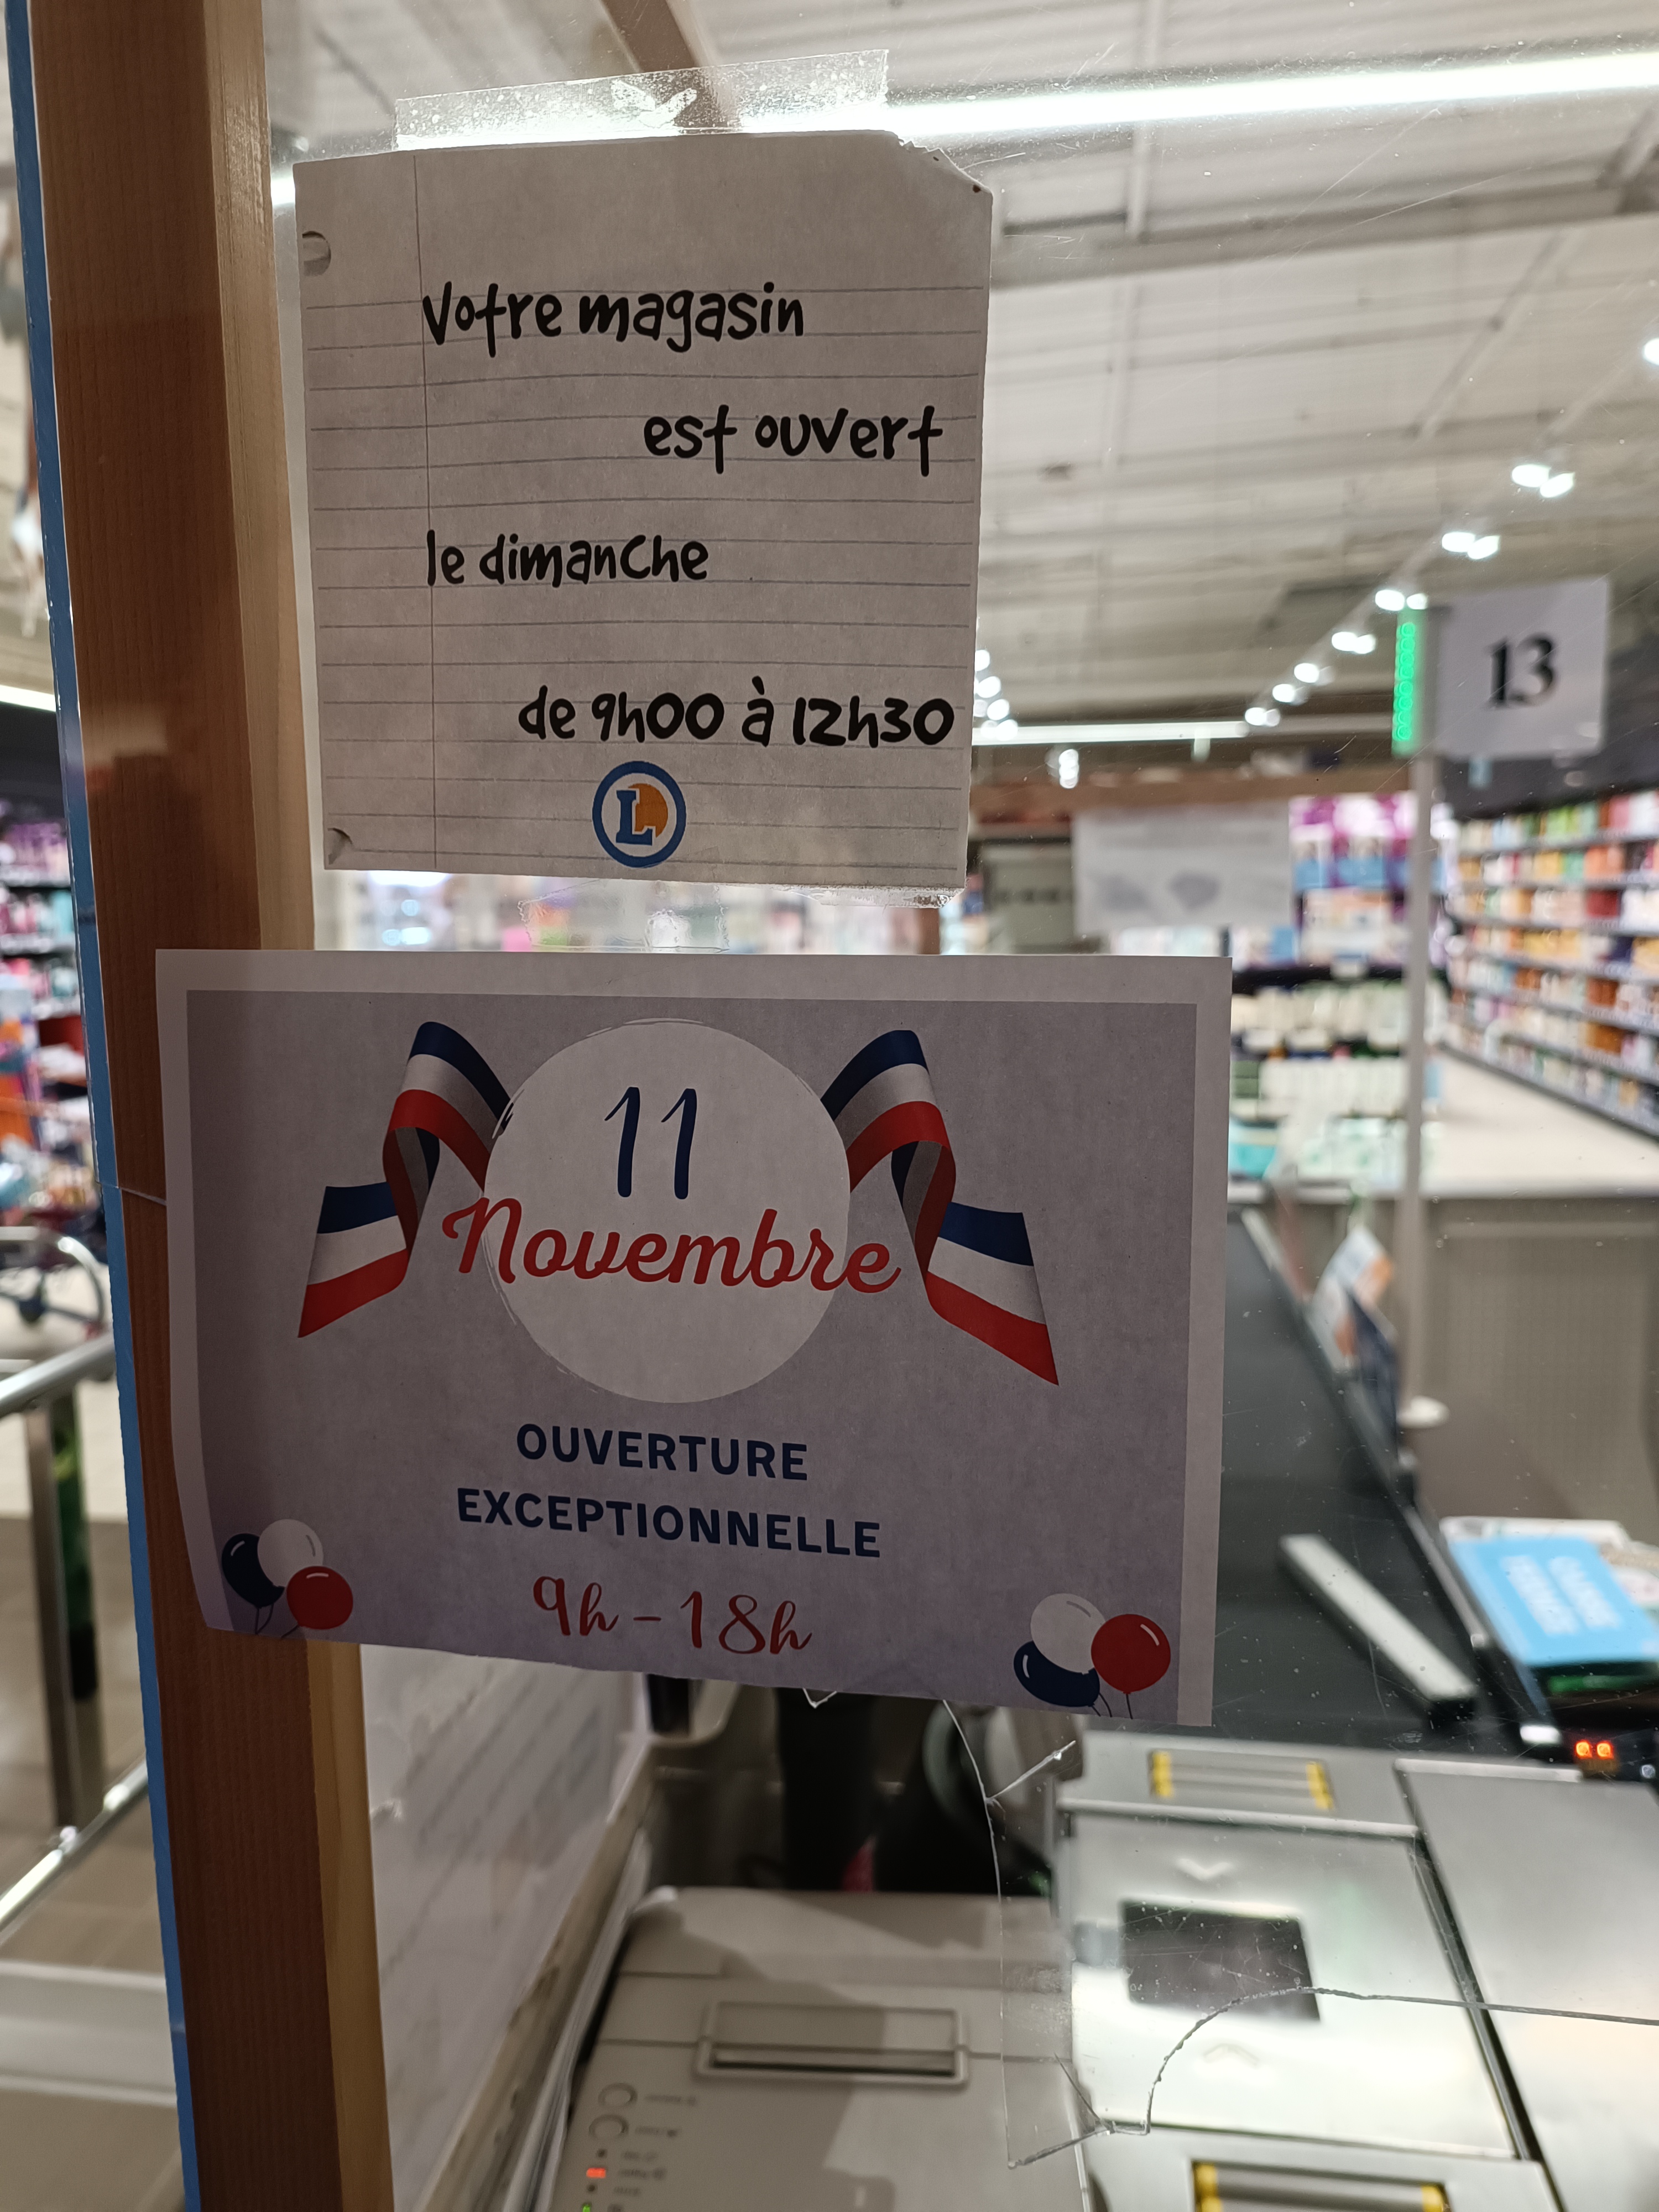 Votre magasin
est ouvert
le dimanche
de 9h00 à 12h30
L
13
11
Novembre
OUVERTURE
EXCEPTIONNELLE
9h - 18h